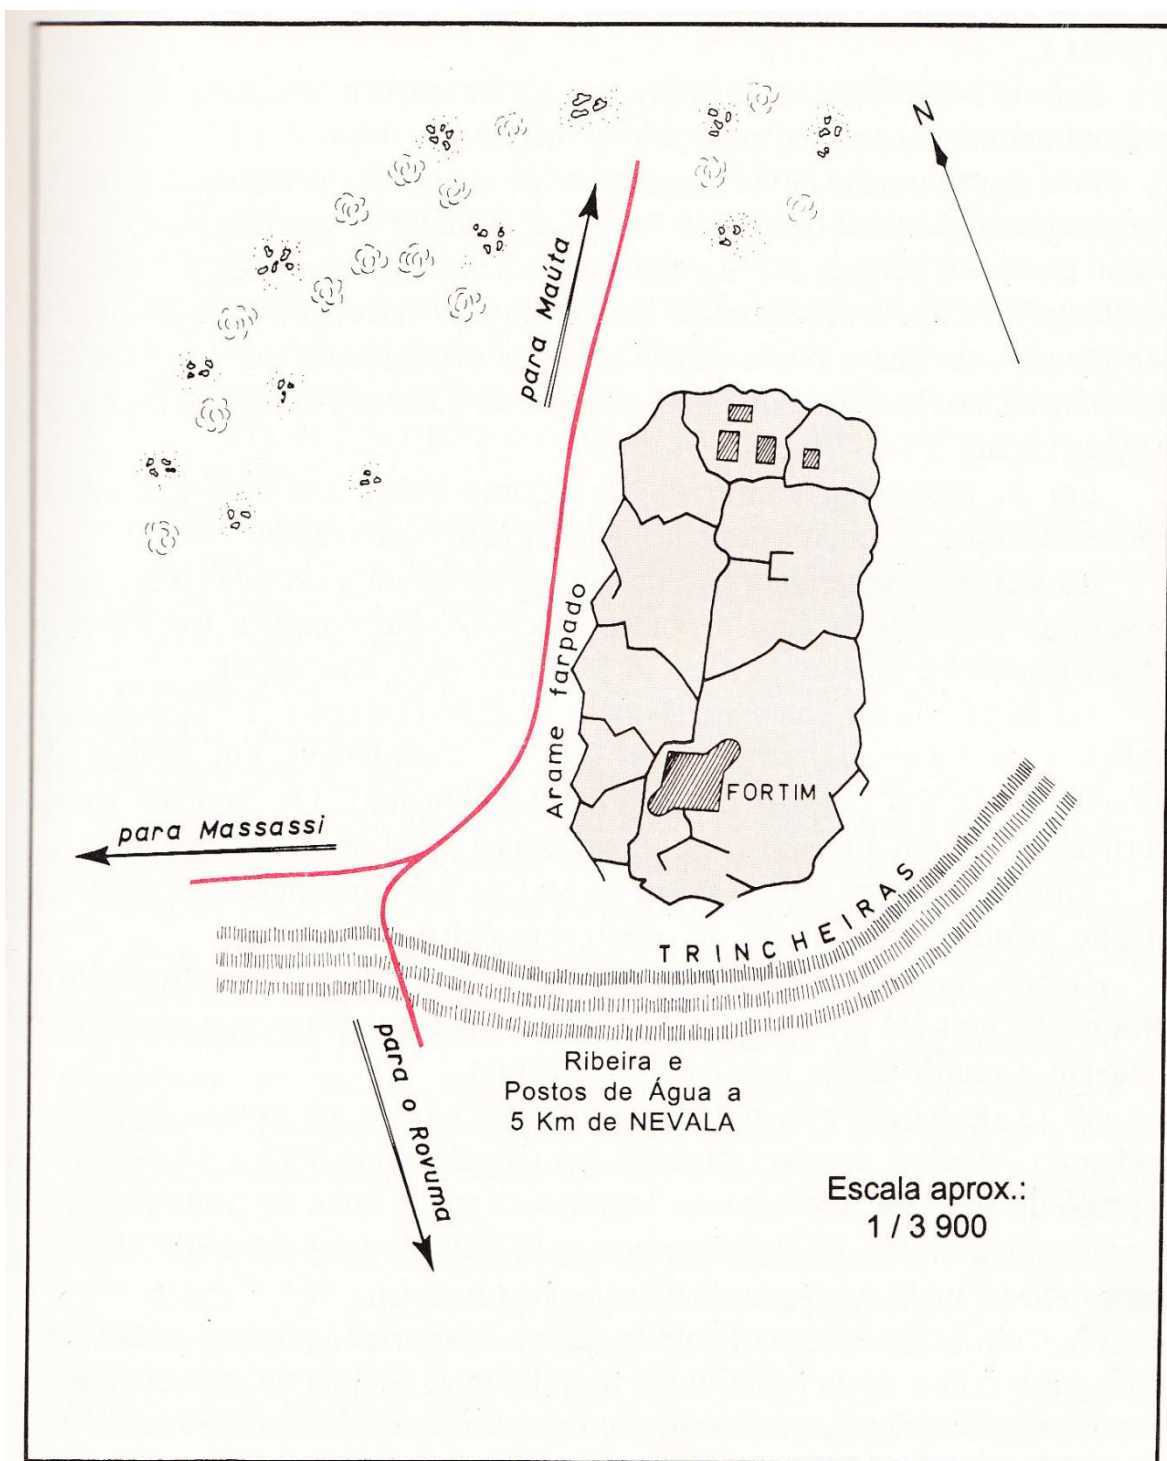 N
para Maúta
Arame farpado
FORTIM
para Massassi
TRINCHEIRAS
para o Rovuma
Ribeira e
Postos de Água a
5 Km de NEVALA
Escala aprox.:
1 / 3 900